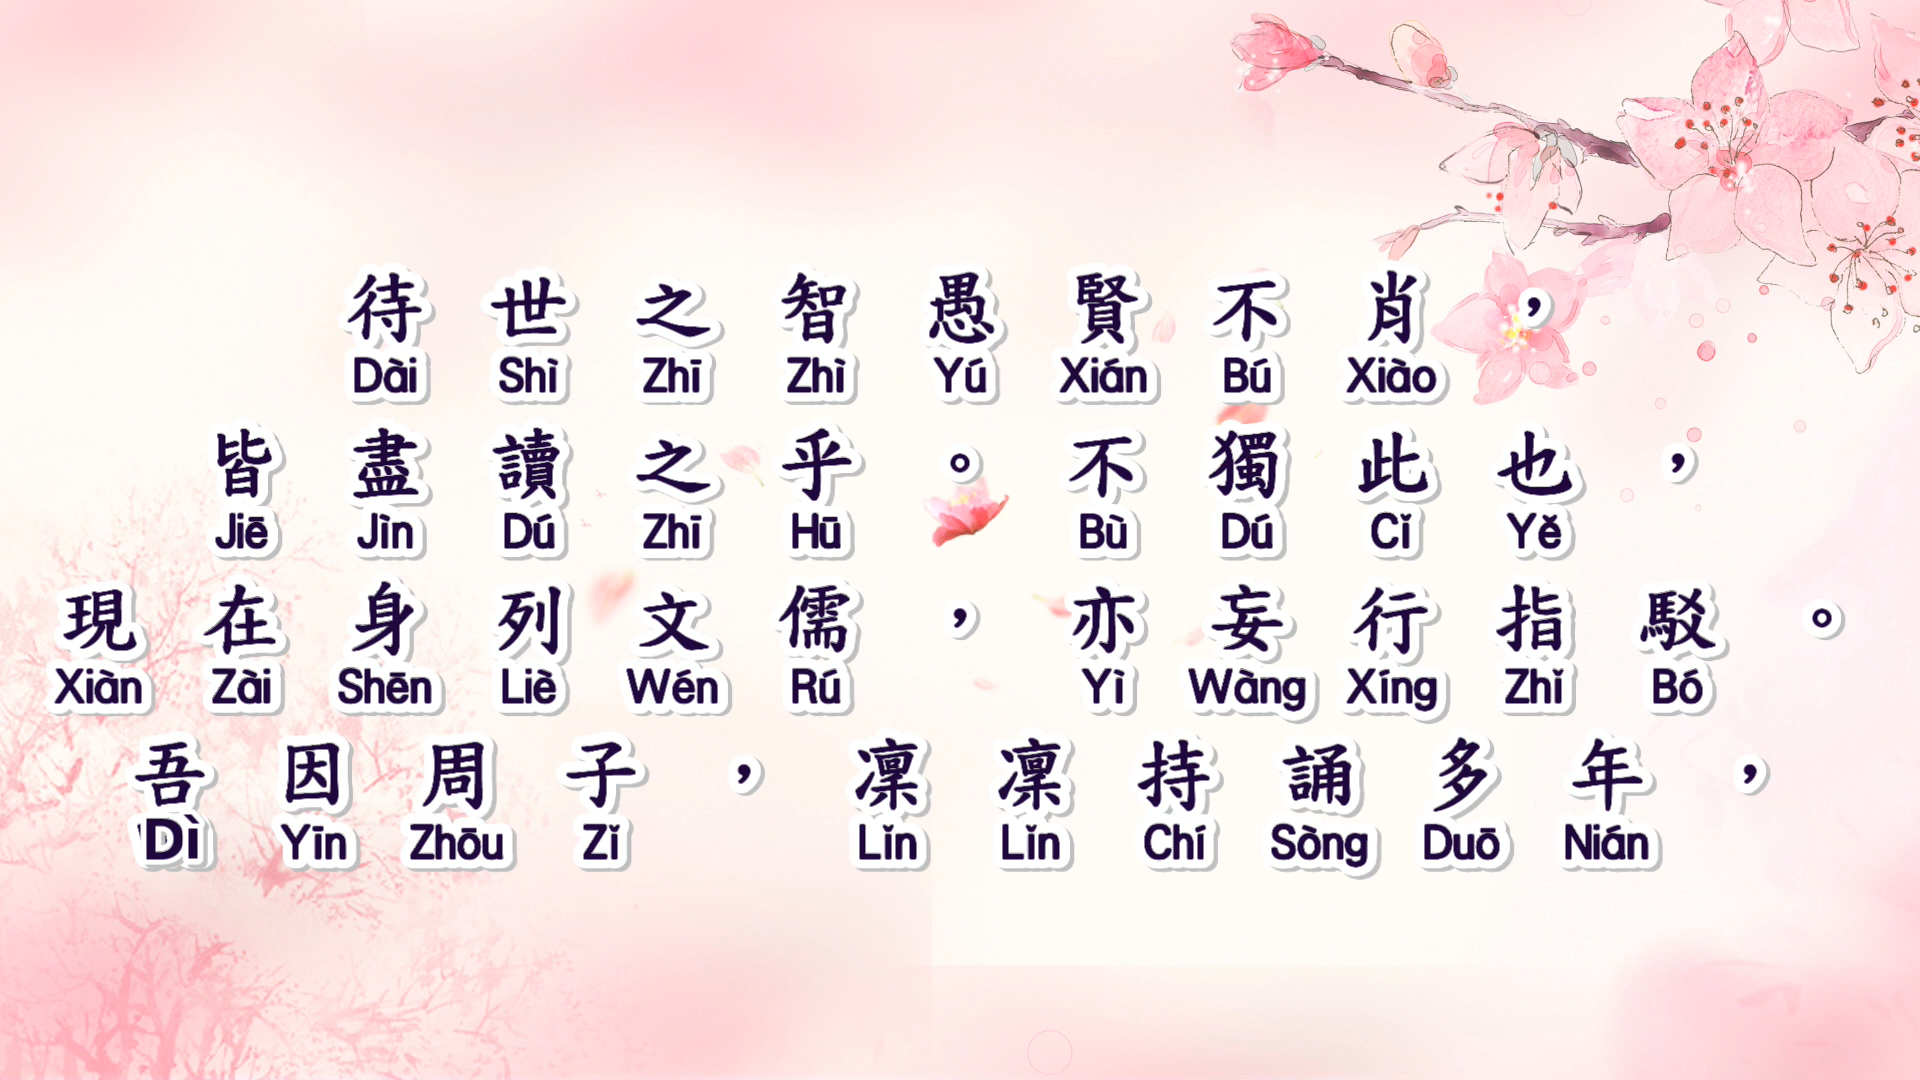 待世之智愚賢不肖，
Dài Shì Zhī Zhì Yú Xián Bú Xiào
皆盡讀之乎。不獨此也，
Jiē Jìn Dú Zhī Hū Bù Dú Cǐ Yě
現在身列文儒，亦妄行指駁。
Xiàn Zài Shēn Liè Wén Rú Yì Wàng Xíng Zhǐ Bó
吾因周子，凜凜持誦多年，
Dì Yīn Zhōu Zǐ Lǐn Lǐn Chí Sòng Duō Nián